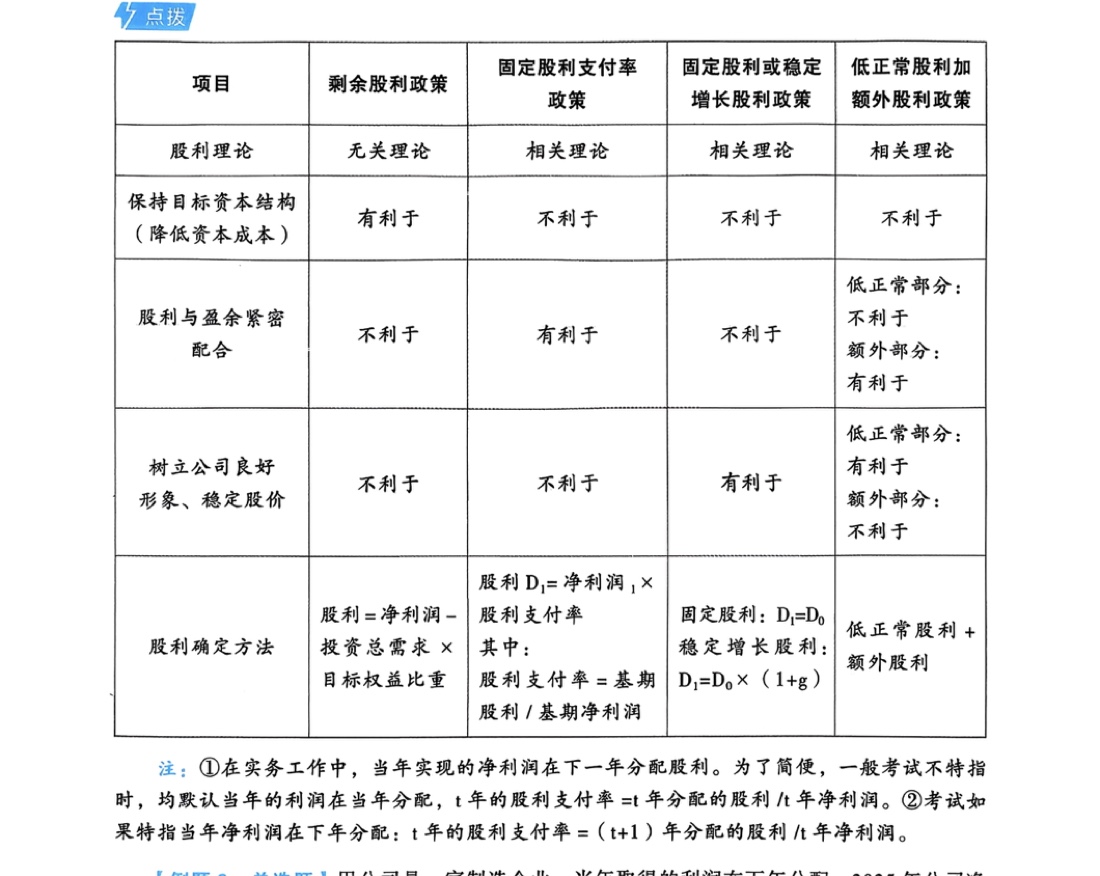 点拨
项目 剩余股利政策 固定股利支付率政策 固定股利或稳定增长股利政策 低正常股利加额外股利政策
股利理论 无关理论 相关理论 相关理论 相关理论
保持目标资本结构（降低资本成本） 有利于 不利于 不利于 不利于
股利与盈余紧密配合 不利于 有利于 不利于 低正常部分：不利于 额外部分：有利于
树立公司良好形象、稳定股价 不利于 不利于 有利于 低正常部分：有利于 额外部分：不利于
股利确定方法 股利=净利润-投资总需求×目标权益比重 股利D₁=净利润₁×股利支付率 其中：股利支付率=基期股利/基期净利润 固定股利：D₁=D₀ 稳定增长股利：D₁=D₀×（1+g） 低正常股利+额外股利
注：①在实务工作中，当年实现的净利润在下一年分配股利。为了简便，一般考试不特指
时，均默认当年的利润在当年分配，t年的股利支付率=t年分配的股利/t年净利润。②考试如
果特指当年净利润在下年分配：t年的股利支付率=（t+1）年分配的股利/t年净利润。